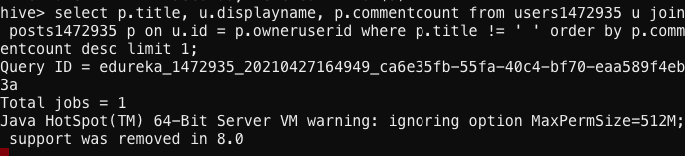 hive> select p.title, u.displayname, p.commentcount from users1472935 u join
 posts1472935 p on u.id = p.owneruserid where p.title != ' ' order by p.comm
entcount desc limit 1;
Query ID = edureka_1472935_20210427164949_ca6e35fb-55fa-40c4-bf70-eaa589f4eb
3a
Total jobs = 1
Java HotSpot(TM) 64-Bit Server VM warning: ignoring option MaxPermSize=512M;
 support was removed in 8.0